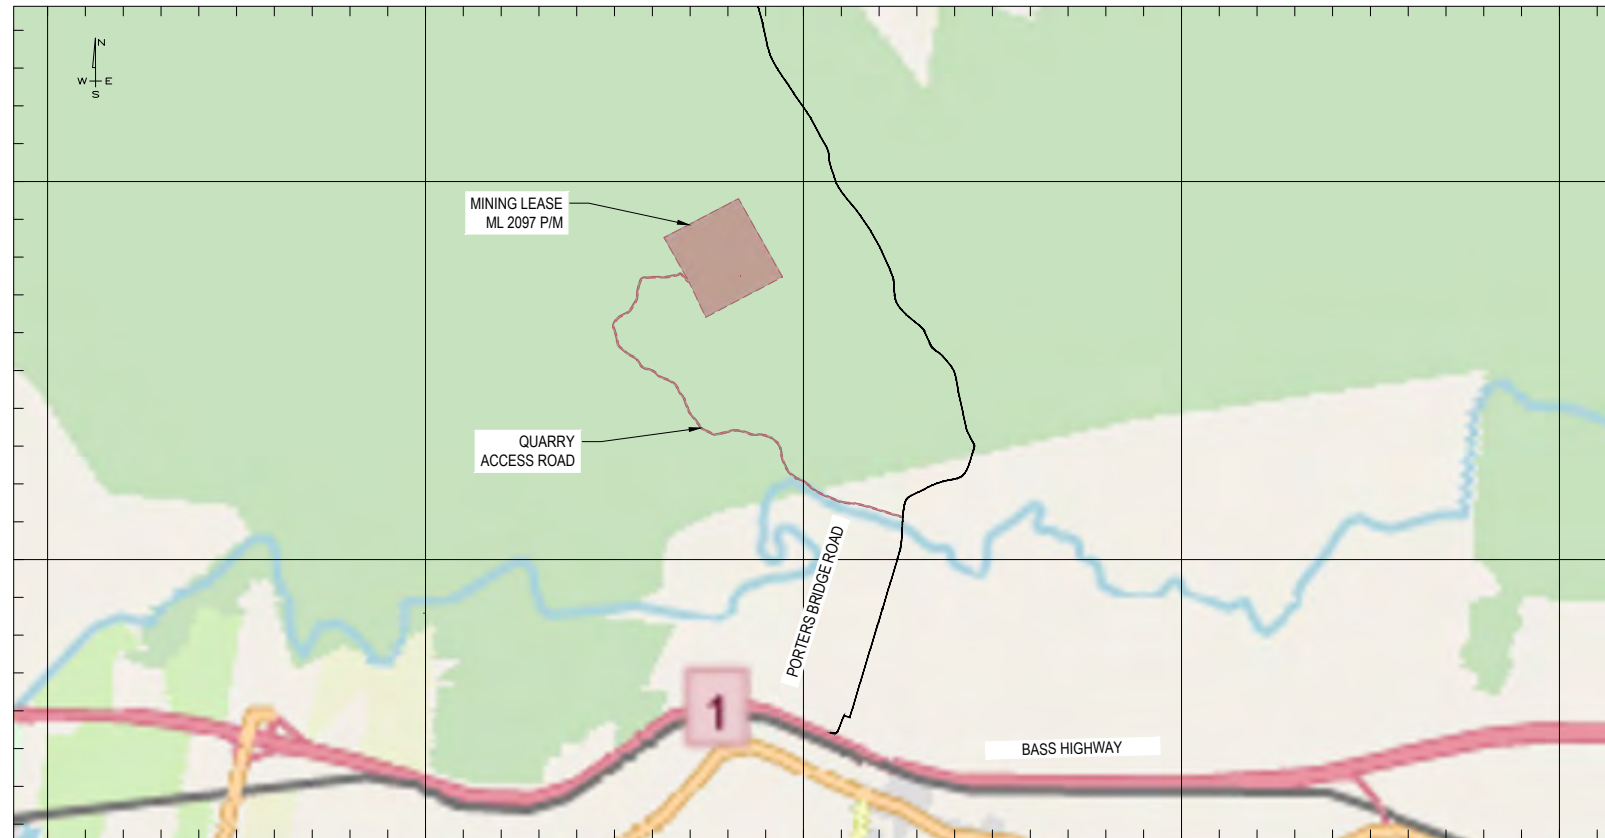 N
W E
S
MINING LEASE
ML 2097 P/M
QUARRY
ACCESS ROAD
PORTERS BRIDGE ROAD
1
BASS HIGHWAY